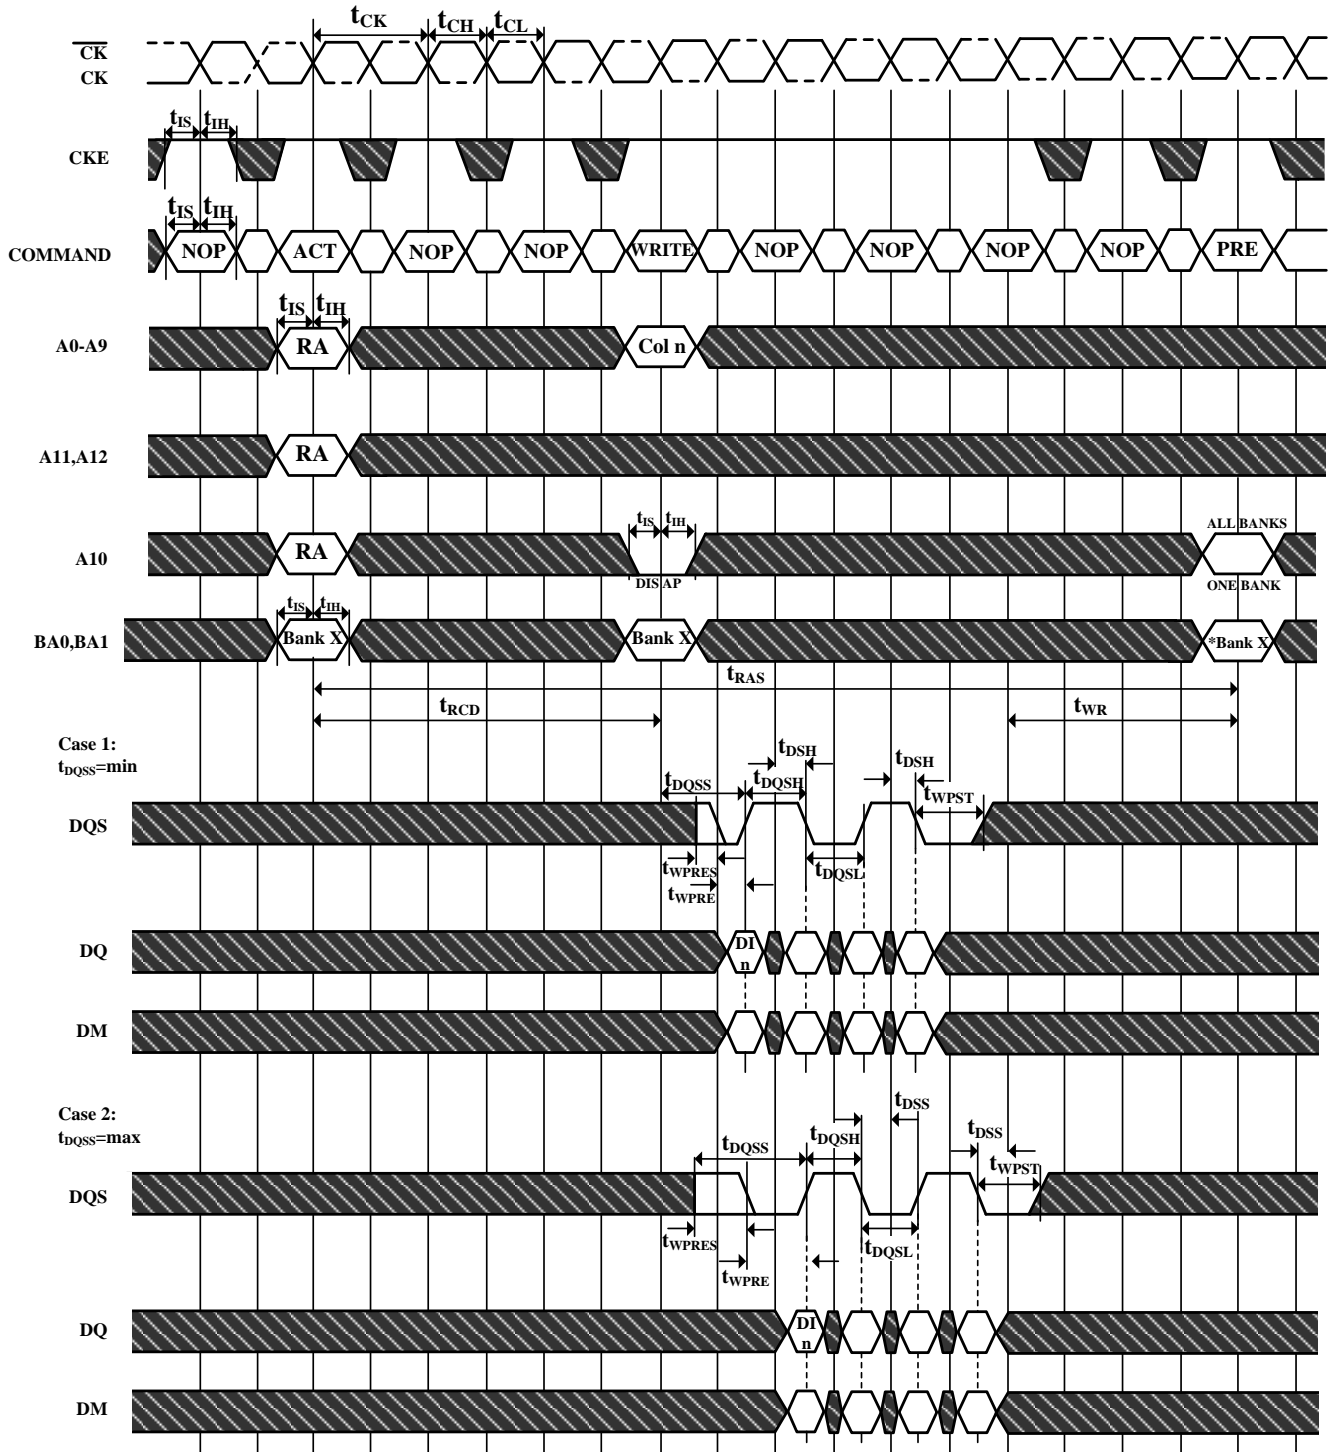 tCK tCH tCL
CK
CK
tIS tIH
CKE
tIS tIH
COMMAND NOP ACT NOP NOP WRITE NOP NOP NOP NOP PRE
tIS tIH
A0-A9 RA Col n
A11,A12 RA
tIS tIH ALL BANKS
A10 RA
DIS AP ONE BANK
tIS tIH
BA0,BA1 Bank X Bank X *Bank X
tRAS
tRCD tWR
Case 1:
tDQSS=min
tDSH tDSH
tDQSS tDQSH
tWPST
DQS
tWPRES tDQSL
tWPRE
DQ DI n
DM
Case 2:
tDQSS=max
tDSS
tDQSS tDQSH tDSS
tWPST
DQS
tWPRES tDQSL
tWPRE
DQ DI n
DM